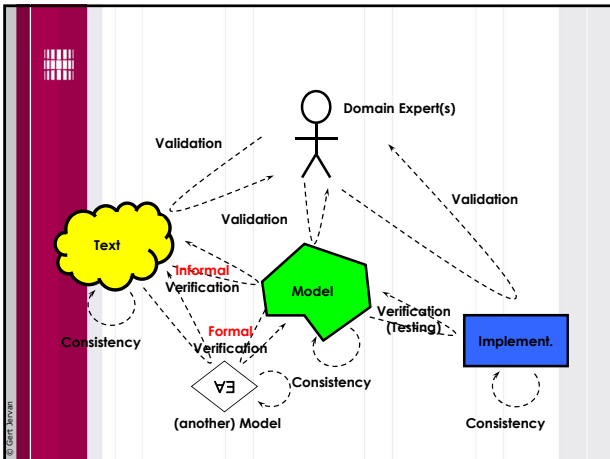 Domain Expert(s)
Validation
Validation
Validation
Text
Informal
Verification
Model
Verification
(Testing)
Implement.
Formal
Verification
Consistency
∀∃
Consistency
Consistency
(another) Model
© Gert Jervan